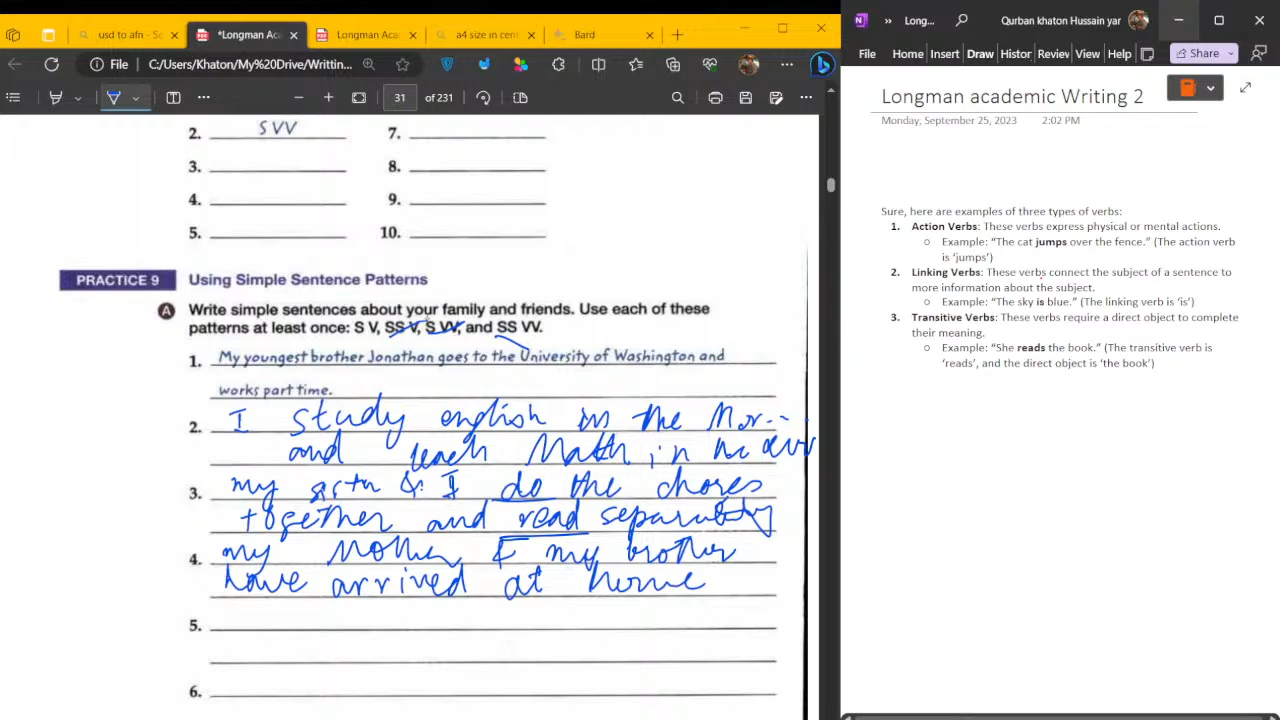 usd to afn - Sc
*Longman Aca
Longman Aca
a4 size in cent
Bard
File
C:/Users/Khaton/My%20Drive/Writtin...
31 of 231
2. SVV 7.
3. 8.
4. 9.
5. 10.
PRACTICE 9 Using Simple Sentence Patterns
A Write simple sentences about your family and friends. Use each of these
patterns at least once: S V, SS V, S VV, and SS VV.
1. My youngest brother Jonathan goes to the University of Washington and
works part time.
2. I study english in the Mor--
and teach Math in
3. my & I do the chores
together and read
4. my Mother & my brother
have arrived at home
5.
6.
Long...
Qurban khaton Hussain yar
File Home Insert Draw Histor Review View Help Share
Longman academic Writing 2
Monday, September 25, 2023 2:02 PM
Sure, here are examples of three types of verbs:
1. Action Verbs: These verbs express physical or mental actions.
o Example: “The cat jumps over the fence.” (The action verb
is ‘jumps’)
2. Linking Verbs: These verbs connect the subject of a sentence to
more information about the subject.
o Example: “The sky is blue.” (The linking verb is ‘is’)
3. Transitive Verbs: These verbs require a direct object to complete
their meaning.
o Example: “She reads the book.” (The transitive verb is
‘reads’, and the direct object is ‘the book’)